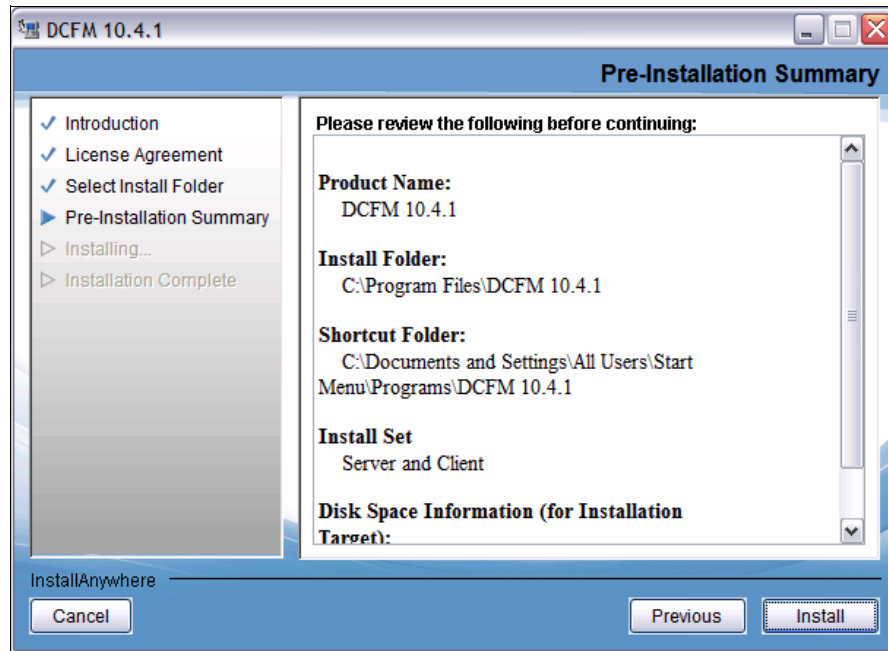 DCFM 10.4.1
Pre-Installation Summary
Introduction
License Agreement
Select Install Folder
Pre-Installation Summary
Installing...
Installation Complete
Please review the following before continuing:
Product Name:
DCFM 10.4.1
Install Folder:
C:\Program Files\DCFM 10.4.1
Shortcut Folder:
C:\Documents and Settings\All Users\Start
Menu\Programs\DCFM 10.4.1
Install Set
Server and Client
Disk Space Information (for Installation
Target):
InstallAnywhere
Cancel
Previous
Install